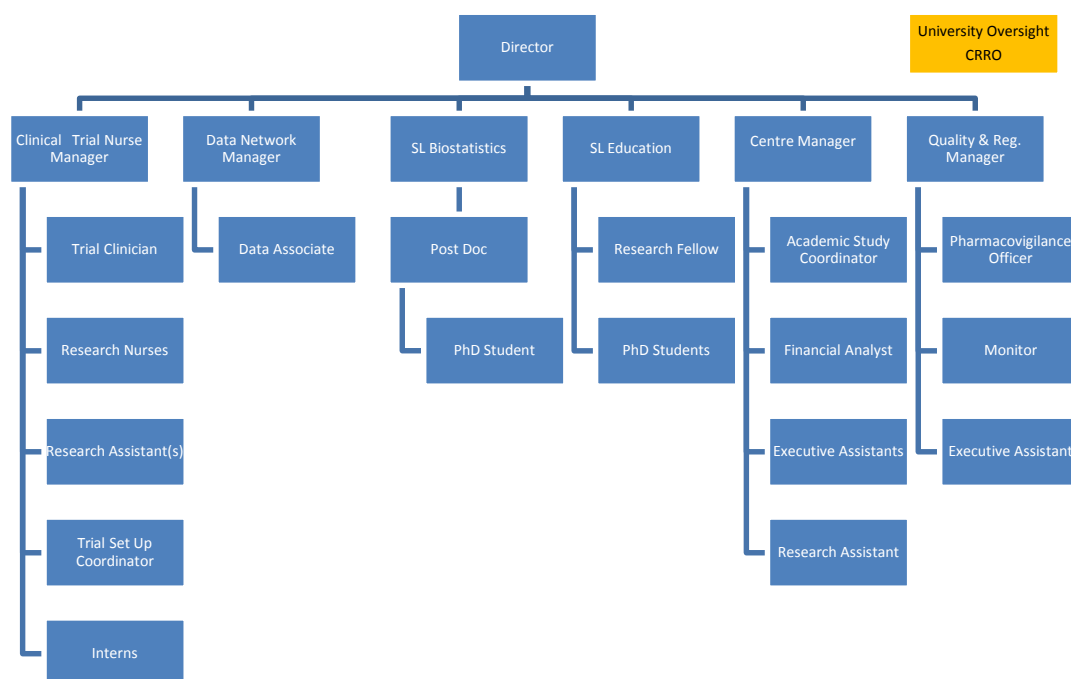 Director
University Oversight
CRRO
Clinical Trial Nurse
Manager
Data Network
Manager
SL Biostatistics
SL Education
Centre Manager
Quality & Reg.
Manager
Trial Clinician
Data Associate
Post Doc
Research Fellow
Academic Study
Coordinator
Pharmacovigilance
Officer
Research Nurses
PhD Student
PhD Students
Financial Analyst
Monitor
Research Assistant(s)
Executive Assistants
Executive Assistant
Trial Set Up
Coordinator
Research Assistant
Interns